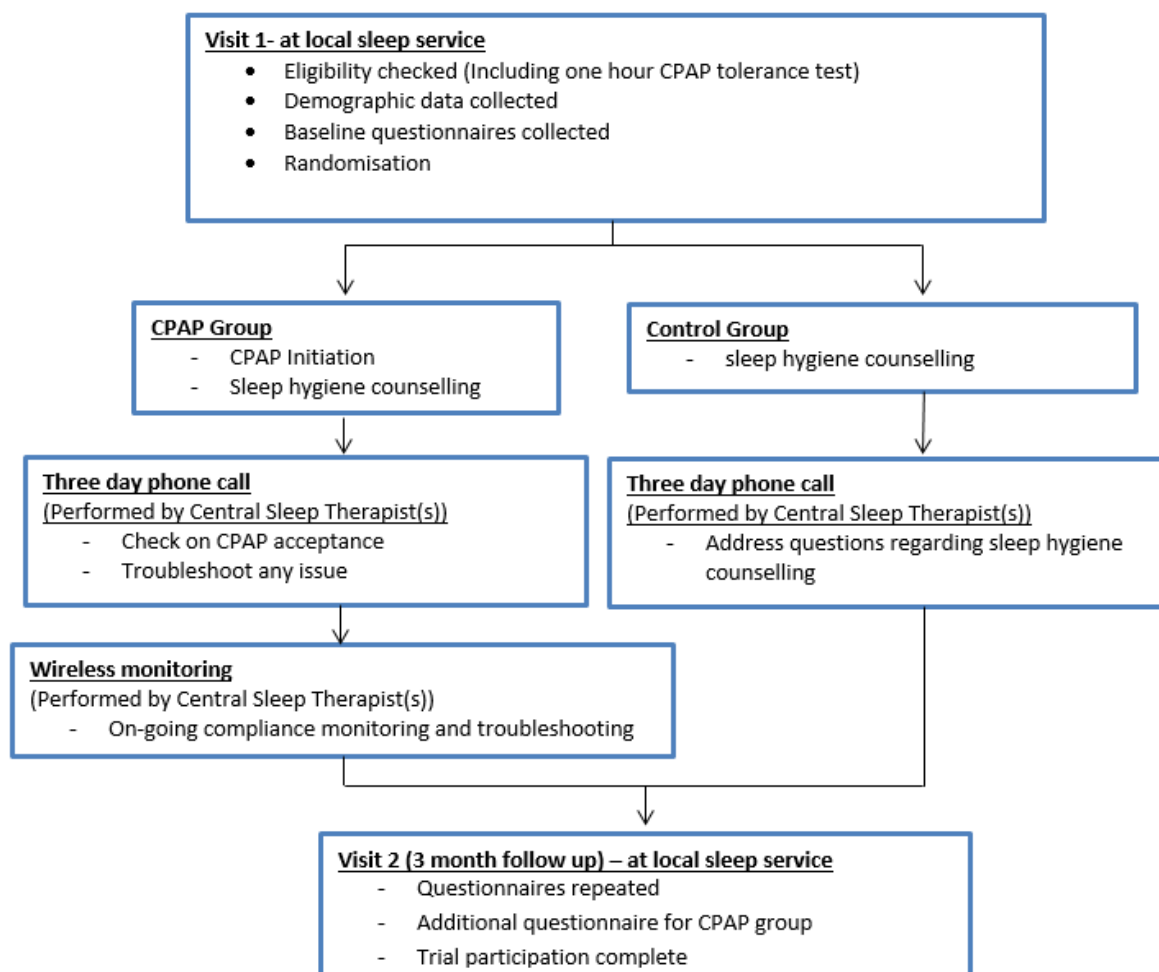 Visit 1- at local sleep service
• Eligibility checked (Including one hour CPAP tolerance test)
• Demographic data collected
• Baseline questionnaires collected
• Randomisation
CPAP Group
- CPAP Initiation
- Sleep hygiene counselling
Control Group
- sleep hygiene counselling
Three day phone call
(Performed by Central Sleep Therapist(s))
- Check on CPAP acceptance
- Troubleshoot any issue
Three day phone call
(Performed by Central Sleep Therapist(s))
- Address questions regarding sleep hygiene
counselling
Wireless monitoring
(Performed by Central Sleep Therapist(s))
- On-going compliance monitoring and troubleshooting
Visit 2 (3 month follow up) – at local sleep service
- Questionnaires repeated
- Additional questionnaire for CPAP group
- Trial participation complete